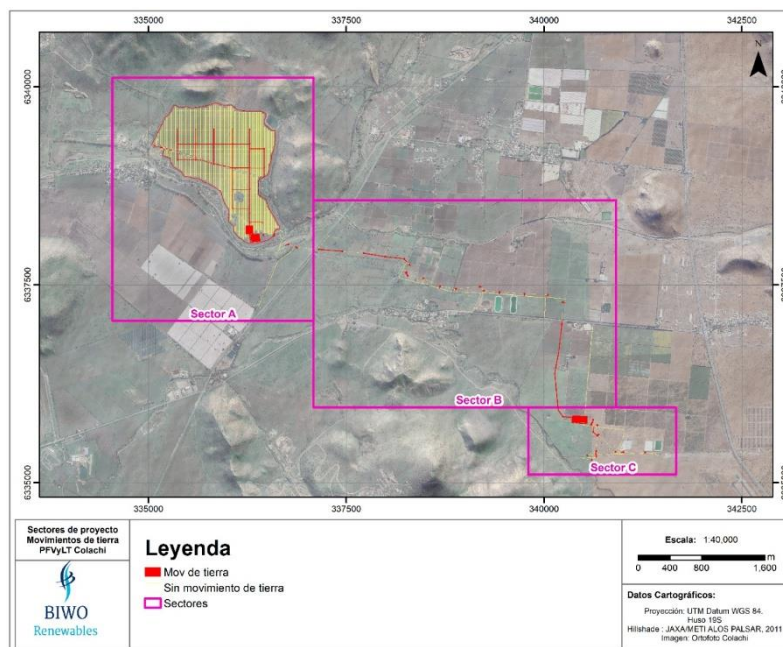 335000
337500
340000
342500
6340000
N
6337500
6335000
Sector A
Sector B
Sector C
335000
337500
340000
342500
Sectores de proyecto
Movimientos de tierra
PFVyLT Colachi
BIWO
Renewables
Leyenda
Mov de tierra
Sin movimiento de tierra
Sectores
Escala: 1:40,000
m
0 400 800 1,600
Datos Cartográficos:
Proyección: UTM Datum WGS 84.
Huso 19S
Hillshade : JAXA/METI ALOS PALSAR, 2011
Imagen: Ortofoto Colachi